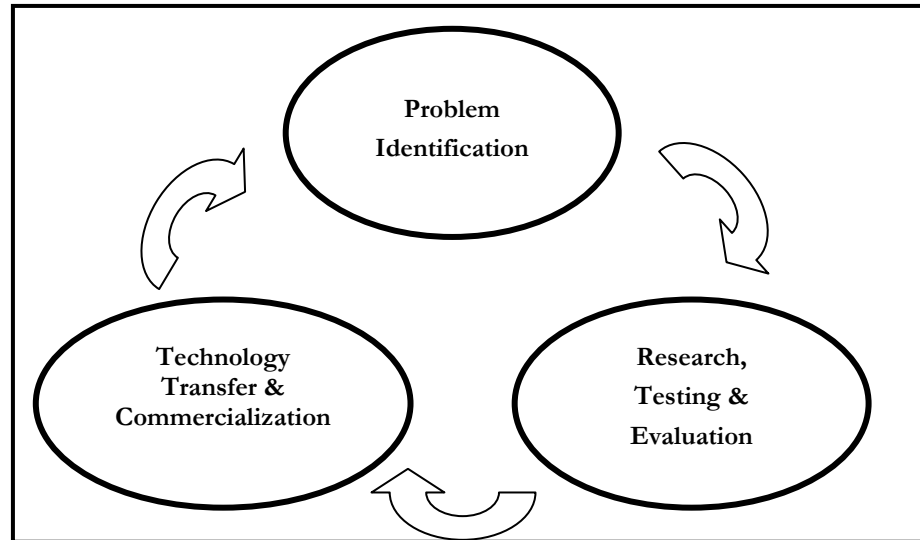 Problem
Identification
Technology
Transfer &
Commercialization
Research,
Testing &
Evaluation